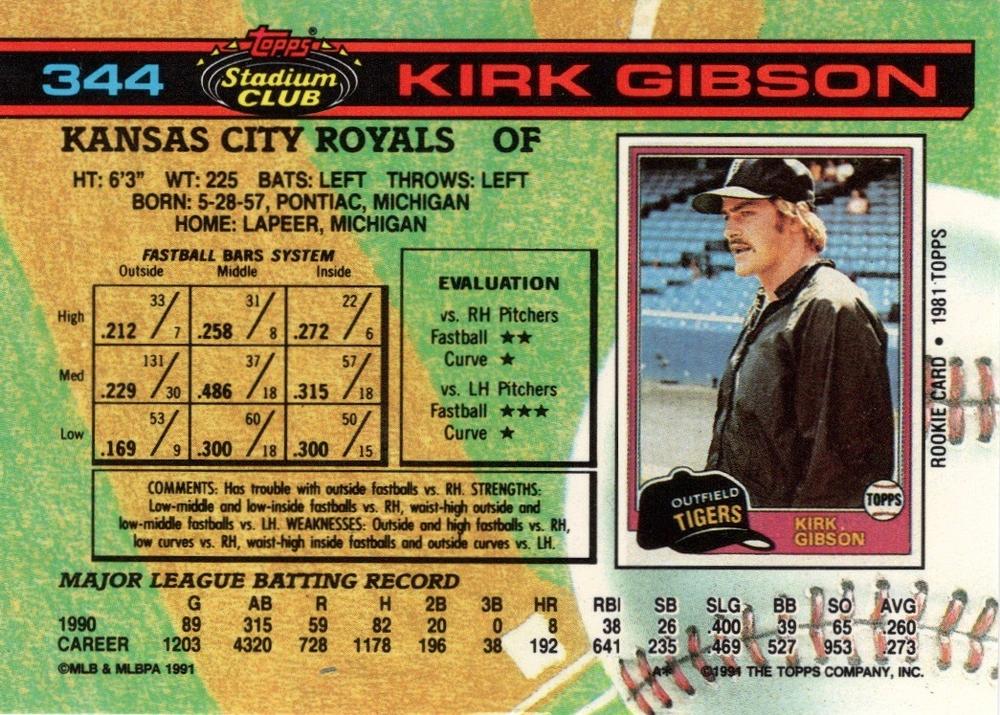 344 Topps® Stadium CLUB KIRK GIBSON
KANSAS CITY ROYALS OF
HT: 6'3" WT: 225 BATS: LEFT THROWS: LEFT
BORN: 5-28-57, PONTIAC, MICHIGAN
HOME: LAPEER, MICHIGAN
FASTBALL BARS SYSTEM
Outside Middle Inside
High .212 33/7 .258 31/8 .272 22/6
Med .229 131/30 .486 37/18 .315 57/18
Low .169 53/9 .300 60/18 .300 50/15
EVALUATION
vs. RH Pitchers
Fastball ★★
Curve ★
vs. LH Pitchers
Fastball ★★★
Curve ★
COMMENTS: Has trouble with outside fastballs vs. RH. STRENGTHS:
Low-middle and low-inside fastballs vs. RH, waist-high outside and
low-middle fastballs vs. LH. WEAKNESSES: Outside and high fastballs vs. RH,
low curves vs. RH, waist-high inside fastballs and outside curves vs. LH.
OUTFIELD
TIGERS
KIRK
GIBSON
TOPPS
ROOKIE CARD • 1981 TOPPS
MAJOR LEAGUE BATTING RECORD
G AB R H 2B 3B HR RBI SB SLG BB SO AVG
1990 89 315 59 82 20 0 8 38 26 .400 39 65 .260
CAREER 1203 4320 728 1178 196 38 192 641 235 .469 527 953 .273
©MLB & MLBPA 1991 A* ©1991 THE TOPPS COMPANY, INC.